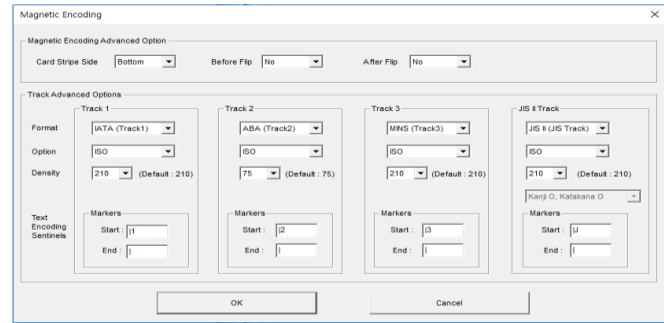 Magnetic Encoding
Magnetic Encoding Advanced Option
Card Stripe Side Bottom Before Flip No After Flip No
Track Advanced Options
Track 1 Track 2 Track 3 JIS II Track
Format IATA (Track1) ABA (Track2) MINS (Track3) JIS II (JIS Track)
Option ISO ISO ISO ISO
Density 210 (Default : 210) 75 (Default : 75) 210 (Default : 210) 210 (Default : 210)
Kanji O, Katakana O
Text Encoding Sentinels
Markers Markers Markers Markers
Start : |1 Start : |2 Start : |3 Start : |J
End : | End : | End : | End : |
OK Cancel